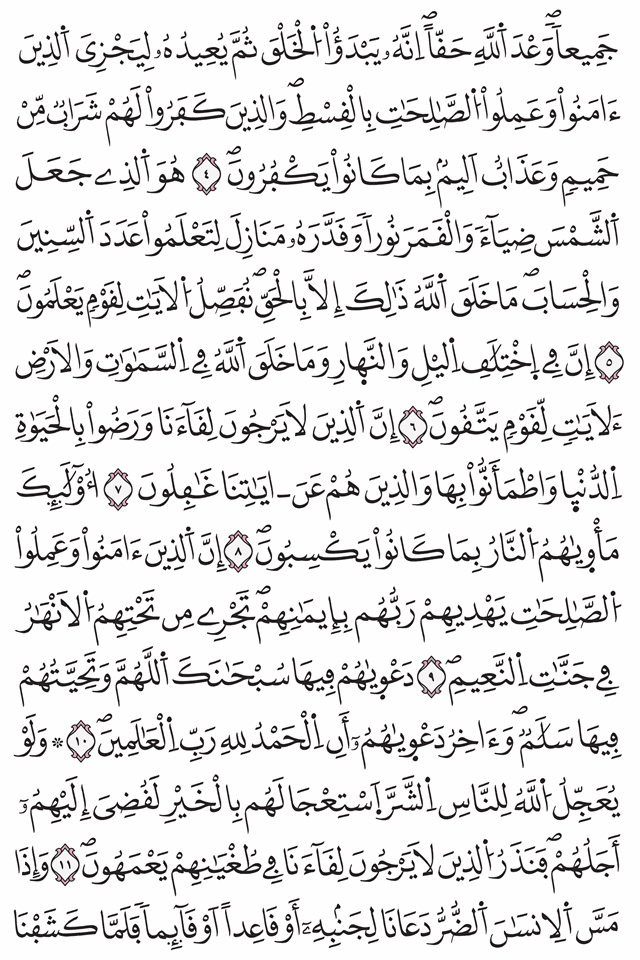 جَمِيعاًۖ وَعْدَ اَ۬للَّهِ حَقّاًۖ اِنَّهُۥ يَبْدَؤُاْ اُ۬لْخَلْقَ ثُمَّ يُعِيدُهُۥ لِيَجْزِيَ اَ۬لذِينَ
ءَامَنُواْ وَعَمِلُواْ اُ۬لصَّٰلِحَٰتِ بِالْقِسْطِۖ وَالذِينَ كَفَرُواْ لَهُمْ شَرَابٞ مِّنْ
حَمِيمٖ وَعَذَابٌ اَلِيمُۢ بِمَا كَانُواْ يَكْفُرُونَۖ ٤ هُوَ اَ۬لذِے جَعَلَ
اَ۬لشَّمْسَ ضِيَآءٗ وَالْقَمَرَ نُوراٗ وَقَدَّرَهُۥ مَنَازِلَ لِتَعْلَمُواْ عَدَدَ اَ۬لسِّنِينَ
وَالْحِسَابَۖ مَا خَلَقَ اَ۬للَّهُ ذَٰلِكَ إِلَّا بِالْحَقِّۖ نُفَصِّلُ اُ۬لَايَٰتِ لِقَوْمٖ يَعْلَمُونَۖ
٥ إِنَّ فِے اِ۪خْتِلَٰفِ اِ۬ليْلِ وَالنَّهارِ وَمَا خَلَقَ اَ۬للَّهُ فِے اِ۬لسَّمَٰوَٰتِ وَالَارْضِ
ءَلَايَٰتٖ لِّقَوْمٖ يَتَّقُونَۖ ٦ إِنَّ اَ۬لذِينَ لَا يَرْجُونَ لِقَآءَنَا وَرَضُواْ بِالْحَيَوٰةِ
اِ۬لدُّنْي۪ا وَاطْمَأَنُّواْ بِهَا وَالذِينَ هُمْ عَنَ ـ ايَٰتِنَا غَٰفِلُونَ ٧ أُوْلَٰٓئِكَ
مَأْو۪يٰهُمُ اُ۬لنَّارُ بِمَا كَانُواْ يَكْسِبُونَۖ ٨ إِنَّ اَ۬لذِينَ ءَامَنُواْ وَعَمِلُواْ
اُ۬لصَّٰلِحَٰتِ يَهْدِيهِمْ رَبُّهُم بِإِيمَٰنِهِمْۖ تَجْرِے مِن تَحْتِهِمُ اُ۬لَانْهَٰرُ
فِے جَنَّٰتِ اِ۬لنَّعِيمِۖ ٩ دَعْو۪يٰهُمْ فِيهَا سُبْحَٰنَكَ اَ۬للَّهُمَّ وَتَحِيَّتُهُمْ
فِيهَا سَلَٰمٞۖ وَءَاخِرُ دَعْو۪يٰهُمُۥٓ أَنِ اِ۬لْحَمْدُ لِلهِ رَبِّ اِ۬لْعَٰلَمِينَۖ ١٠ * وَلَوْ
يُعَجِّلُ اُ۬للَّهُ لِلنَّاسِ اِ۬لشَّرَّ اَ۪سْتِعْجَالَهُم بِالْخَيْرِ لَقُضِيَ إِلَيْهِمُۥٓ
أَجَلُهُمْۖ فَنَذَرُ اُ۬لذِينَ لَا يَرْجُونَ لِقَآءَنَا فِے طُغْيَٰنِهِمْ يَعْمَهُونَۖ ١١ وَإِذَا
مَسَّ اَ۬لِانسَٰنَ اَ۬لضُّرُّ دَعَانَا لِجَنۢبِهِۦٓ أَوْ قَاعِداً اَوْ قَآئِماٗ فَلَمَّا كَشَفْنَا